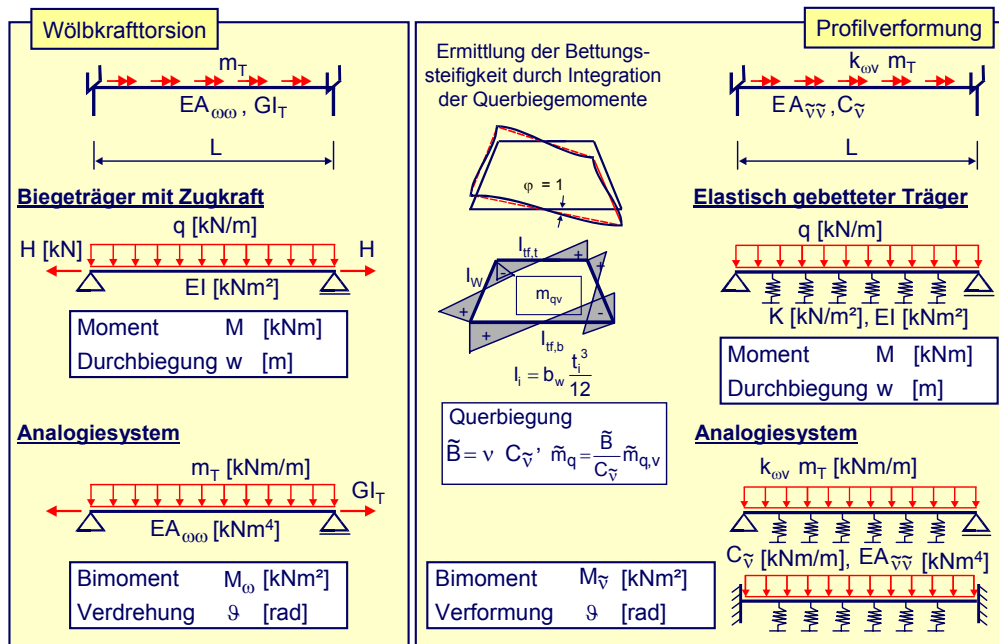 Wölbkrafttorsion
m_T
EA_ωω , GI_T
L
Biegeträger mit Zugkraft
q [kN/m]
H [kN]
H
EI [kNm²]
Moment M [kNm]
Durchbiegung w [m]
Analogiesystem
m_T [kNm/m]
GI_T
EA_ωω [kNm⁴]
Bimoment M_ω [kNm²]
Verdrehung ϑ [rad]
Profilverformung
Ermittlung der Bettungs-
steifigkeit durch Integration
der Querbiegemomente
φ = 1
I_tf,t
+
-
I_W
+
m_qv
+
-
+
I_tf,b
I_i = b_w t_i³/12
Querbiegung
B̃ = ν C_ṽ, m̃_q = B̃/C_ṽ m̃_q,v
Bimoment M_ṽ [kNm²]
Verformung ϑ [rad]
k_ωv m_T
EA_ṽṽ, C_ṽ
L
Elastisch gebetteter Träger
q [kN/m]
K [kN/m²], EI [kNm²]
Moment M [kNm]
Durchbiegung w [m]
Analogiesystem
k_ωv m_T [kNm/m]
C_ṽ [kNm/m], EA_ṽṽ [kNm⁴]